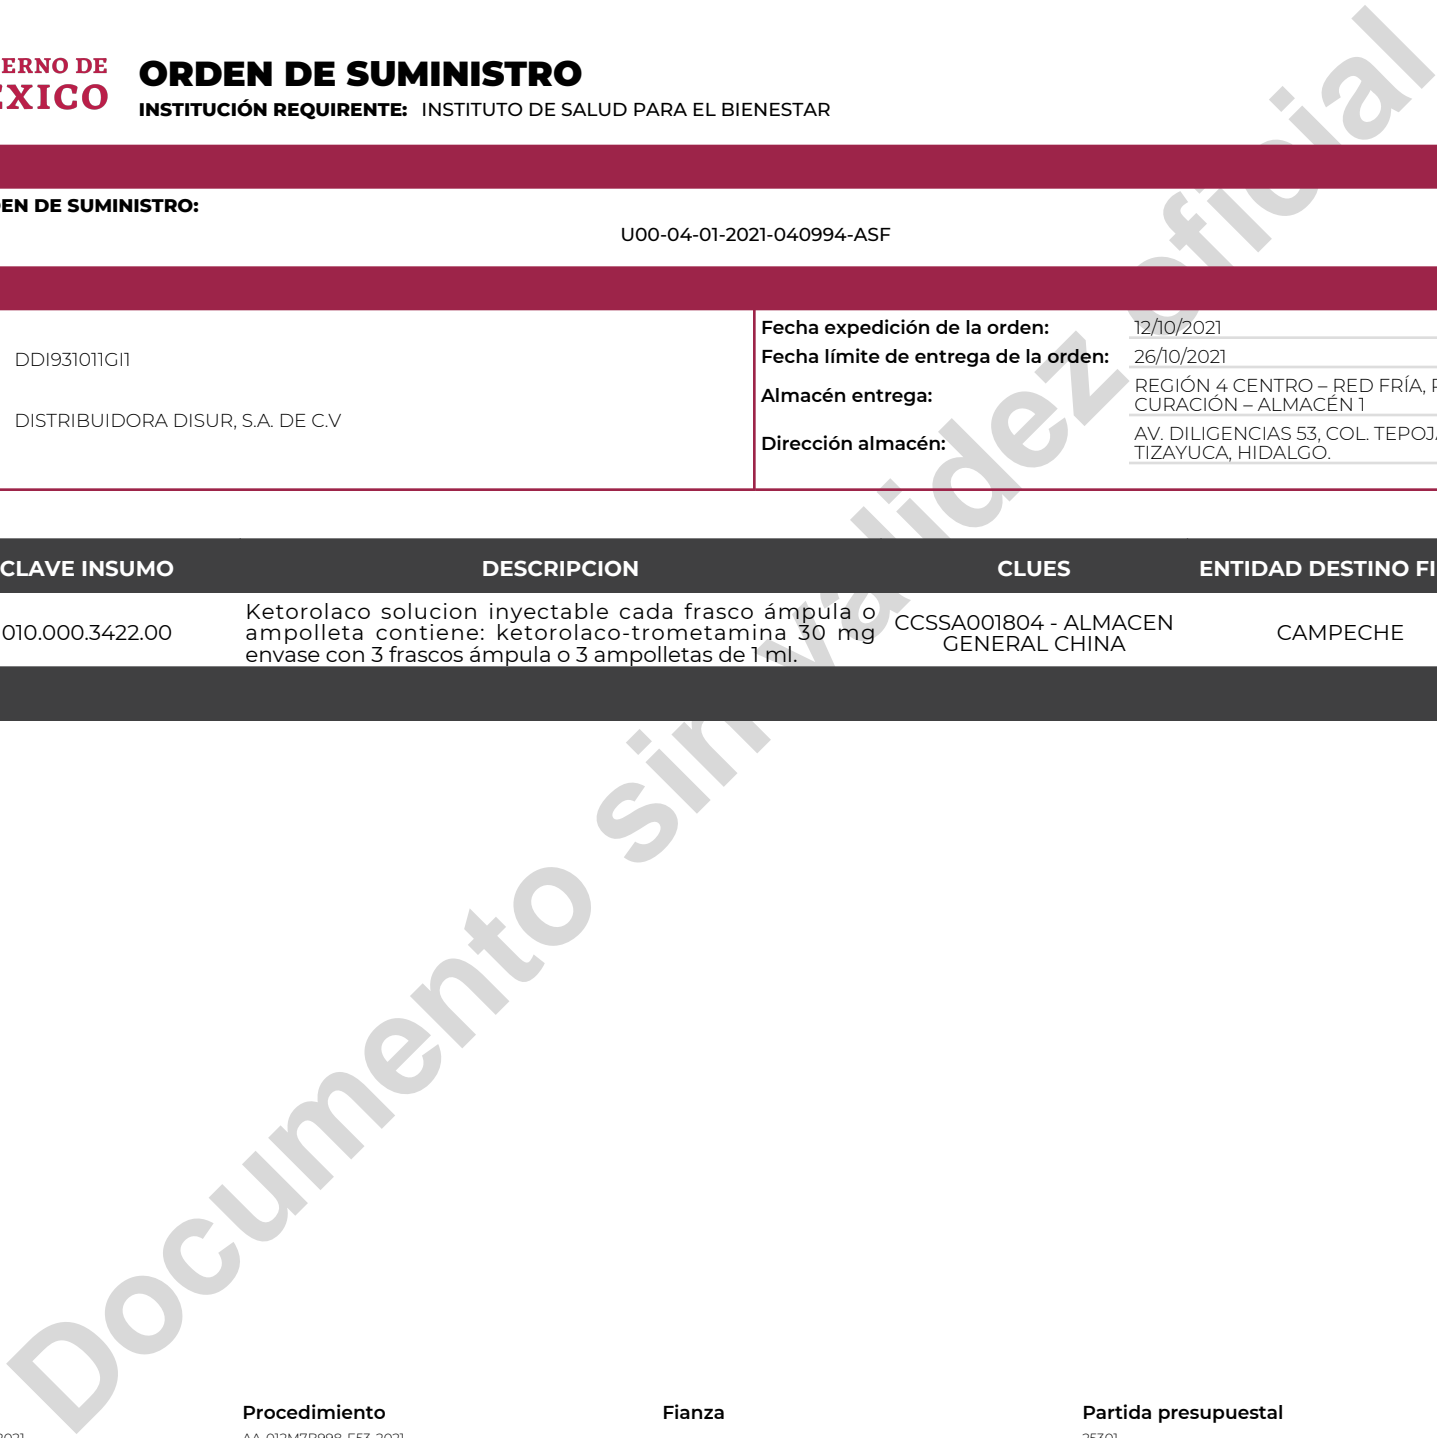 ERNO DE
EXICO
ORDEN DE SUMINISTRO
INSTITUCIÓN REQUIRENTE: INSTITUTO DE SALUD PARA EL BIENESTAR
EN DE SUMINISTRO:
U00-04-01-2021-040994-ASF
DDI931011GI1
DISTRIBUIDORA DISUR, S.A. DE C.V
Fecha expedición de la orden: 12/10/2021
Fecha límite de entrega de la orden: 26/10/2021
Almacén entrega: REGIÓN 4 CENTRO – RED FRÍA,
CURACIÓN – ALMACÉN 1
Dirección almacén: AV. DILIGENCIAS 53, COL. TEPOJ
TIZAYUCA, HIDALGO.
CLAVE INSUMO DESCRIPCION CLUES ENTIDAD DESTINO FI
010.000.3422.00
Ketorolaco solucion inyectable cada frasco ámpula o
ampolleta contiene: ketorolaco-trometamina 30 mg
envase con 3 frascos ámpula o 3 ampolletas de 1 ml.
CCSSA001804 - ALMACEN
GENERAL CHINA
CAMPECHE
Documento sin validez oficial
Procedimiento Fianza Partida presupuestal